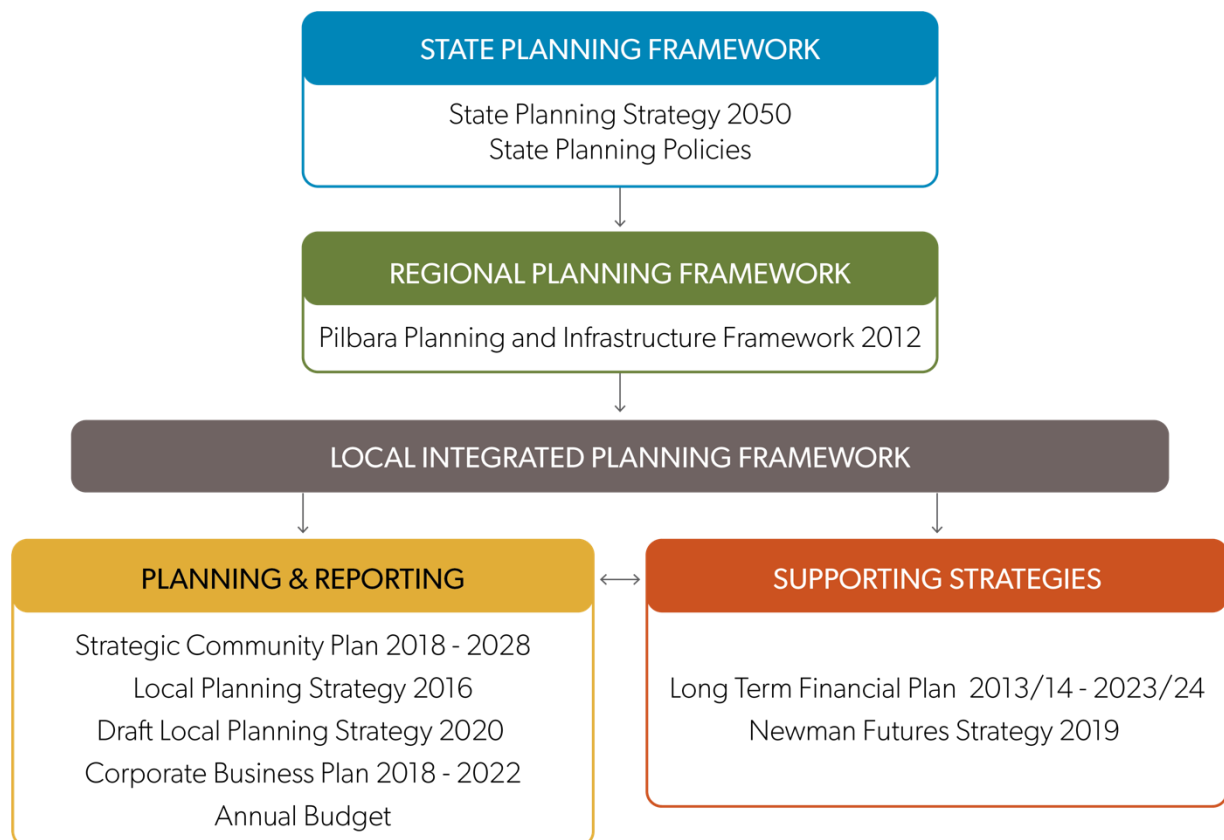 STATE PLANNING FRAMEWORK
State Planning Strategy 2050
State Planning Policies
REGIONAL PLANNING FRAMEWORK
Pilbara Planning and Infrastructure Framework 2012
LOCAL INTEGRATED PLANNING FRAMEWORK
PLANNING & REPORTING
Strategic Community Plan 2018 - 2028
Local Planning Strategy 2016
Draft Local Planning Strategy 2020
Corporate Business Plan 2018 - 2022
Annual Budget
SUPPORTING STRATEGIES
Long Term Financial Plan 2013/14 - 2023/24
Newman Futures Strategy 2019